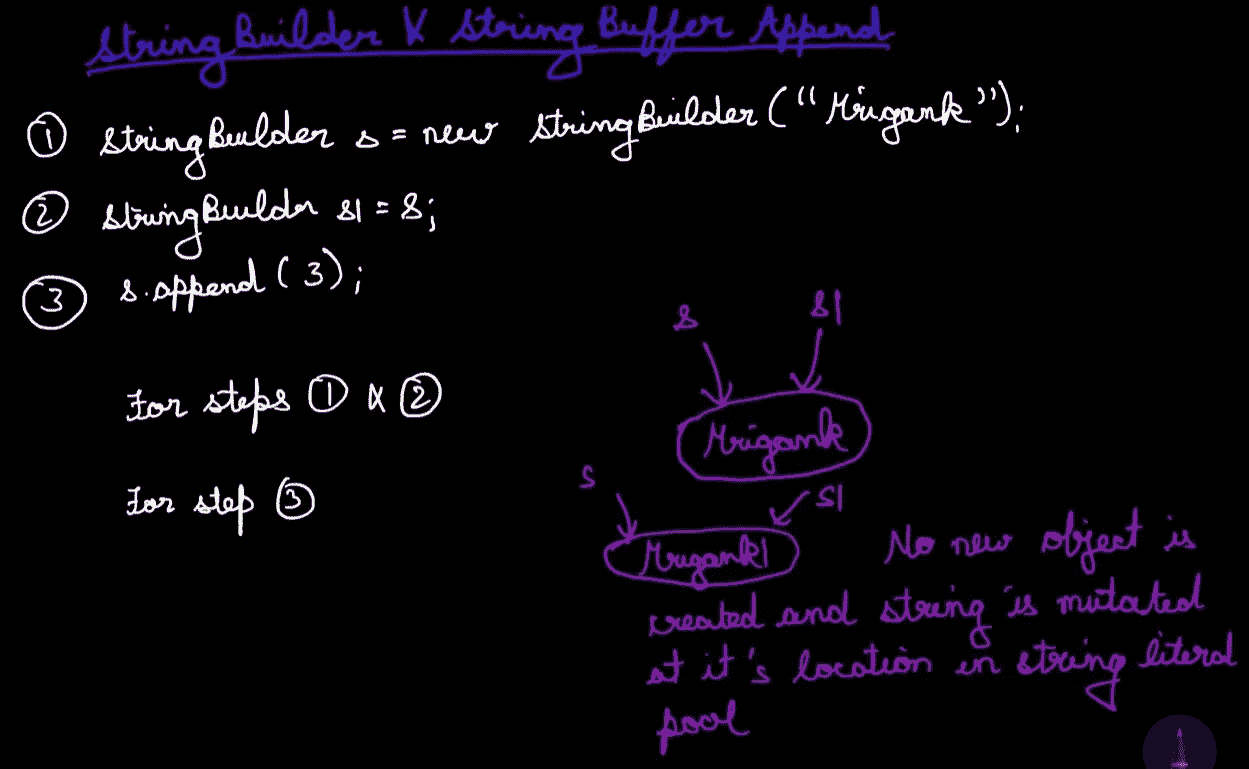 StringBuilder & StringBuffer Append
① StringBuilder s = new StringBuilder("Mrigank");
② StringBuilder s1 = s;
③ s.append(3);
s s1
For steps ① & ②
Mrigank
s s1
For step ③
Mrigank1
No new object is
created and string is mutated
at it's location in string literal
pool